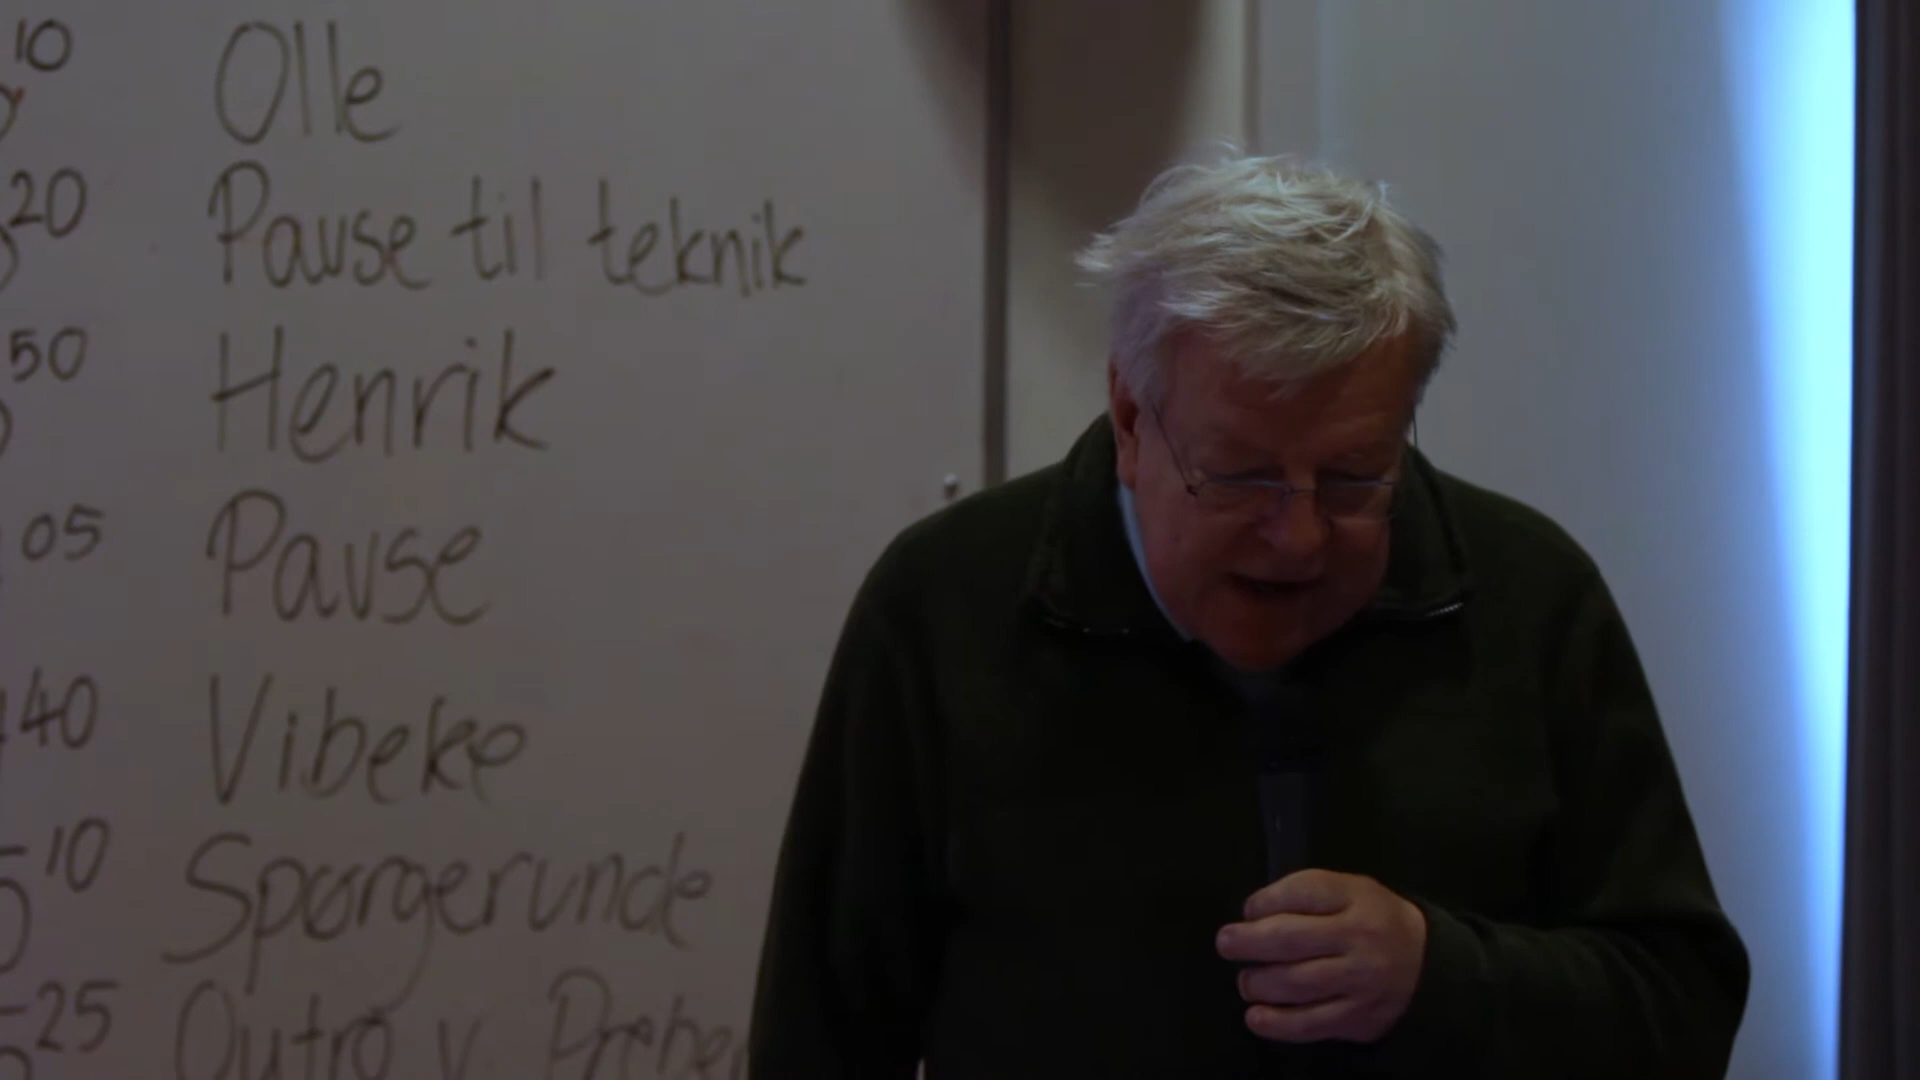 10 Olle
20 Pause til teknik
50 Henrik
05 Pause
40 Vibeke
10 Spørgerunde
25 Outro v.